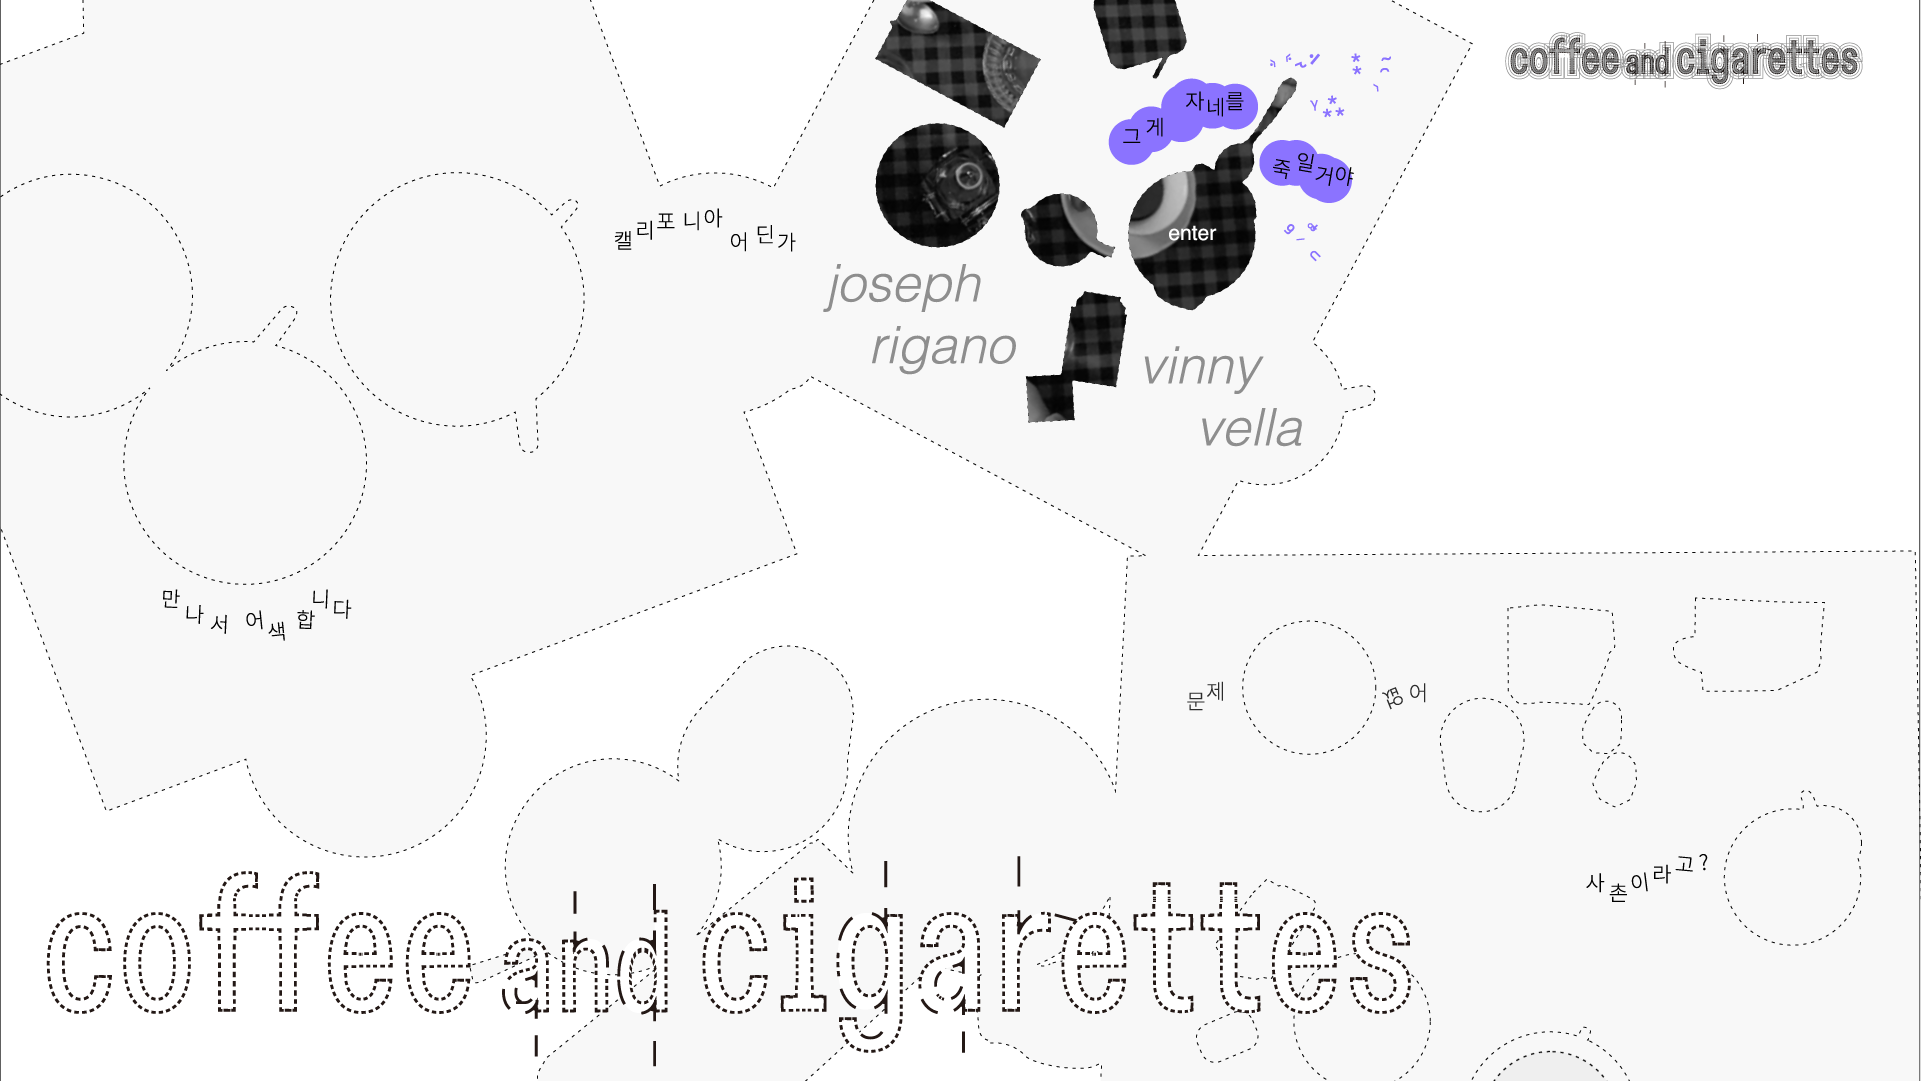 coffee and cigarettes
그게 자네를
죽일거야
캘리포니아 어딘가
enter
joseph
rigano
vinny
vella
만나서 어색합니다
문제
영어
사촌이라고?
coffee and cigarettes